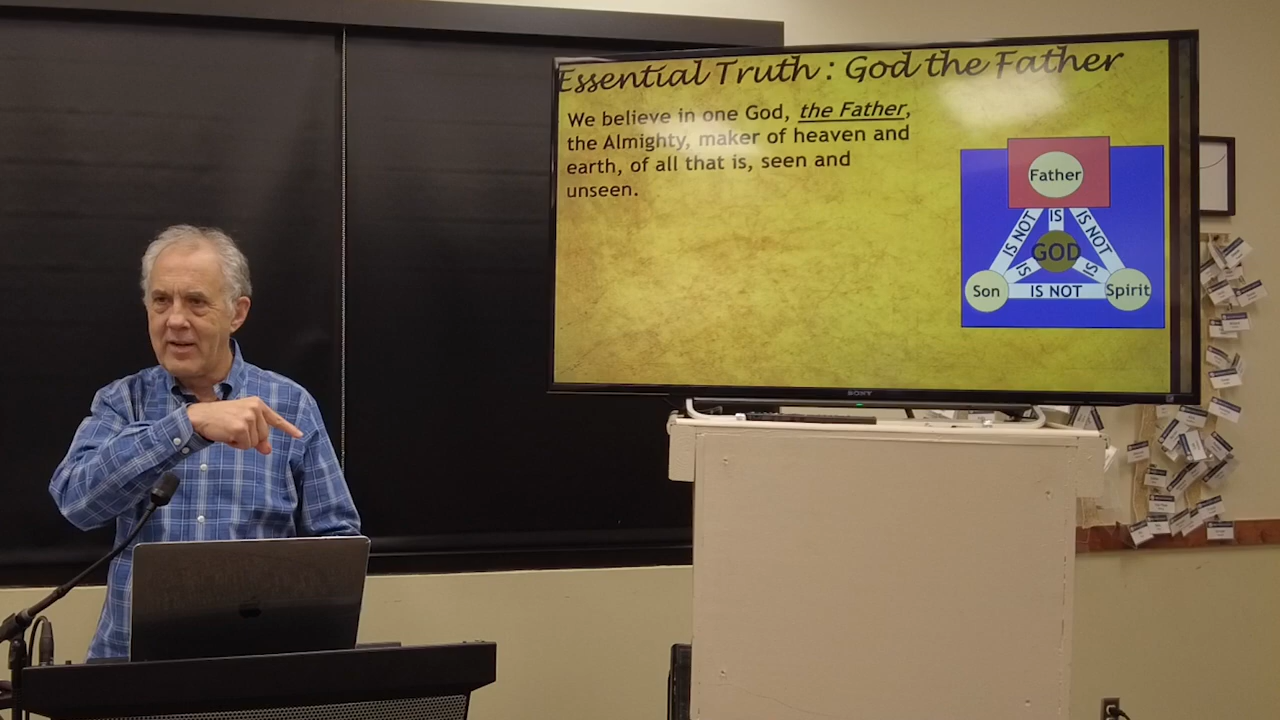 Essential Truth : God the Father
We believe in one God, the Father,
the Almighty, maker of heaven and
earth, of all that is, seen and
unseen.
Father
IS NOT
IS
IS NOT
GOD
IS
IS
Son
IS NOT
Spirit
SONY